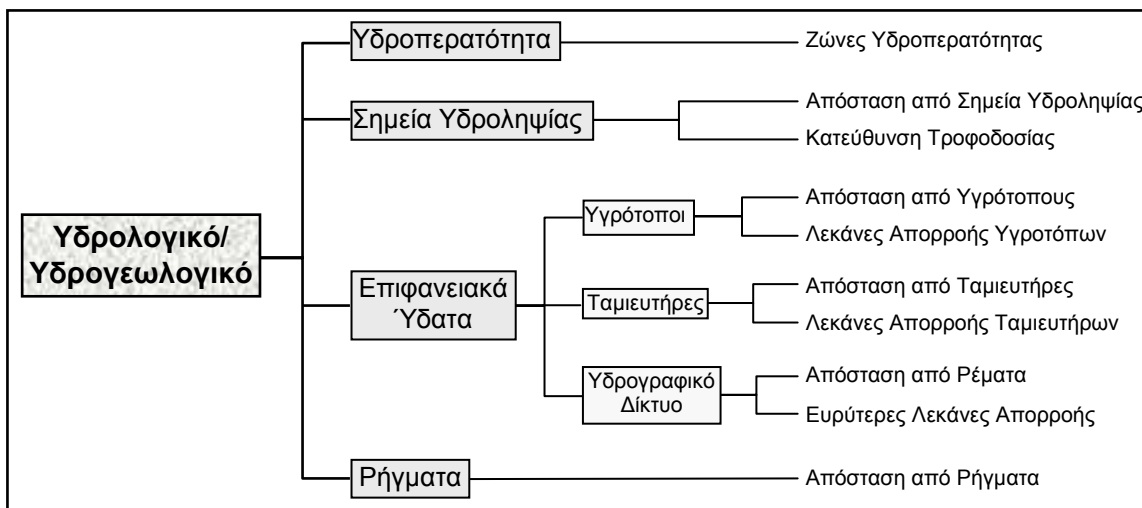 Υδροπερατότητα
Ζώνες Υδροπερατότητας
Σημεία Υδροληψίας
Απόσταση από Σημεία Υδροληψίας
Κατεύθυνση Τροφοδοσίας
Υδρολογικό/
Υδρογεωλογικό
Επιφανειακά
Ύδατα
Υγρότοποι
Απόσταση από Υγρότοπους
Λεκάνες Απορροής Υγροτόπων
Ταμιευτήρες
Απόσταση από Ταμιευτήρες
Λεκάνες Απορροής Ταμιευτήρων
Υδρογραφικό
Δίκτυο
Απόσταση από Ρέματα
Ευρύτερες Λεκάνες Απορροής
Ρήγματα
Απόσταση από Ρήγματα